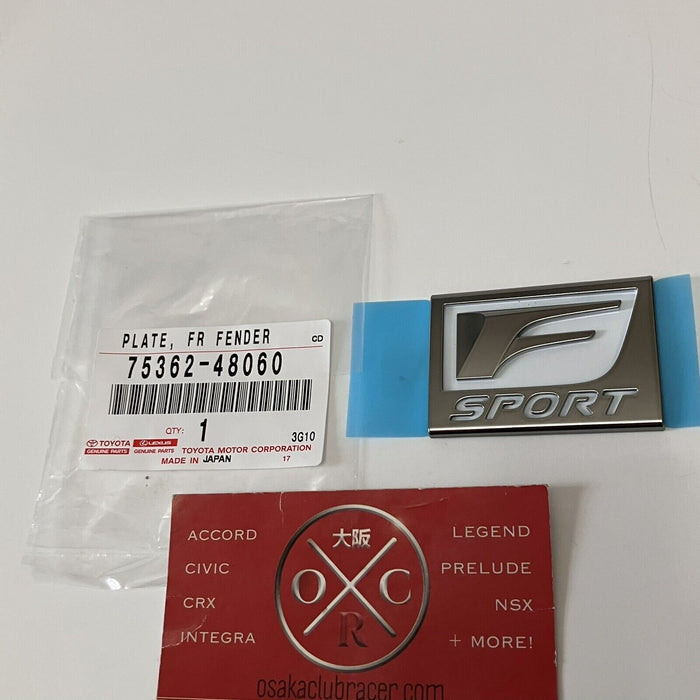 PLATE, FR FENDER CD
75362-48060
QTY: 1 3G10
TOYOTA LEXUS TOYOTA MOTOR CORPORATION
GENUINE PARTS GENUINE PARTS
MADE IN JAPAN 17
F
SPORT
大阪
O C
R
ACCORD
CIVIC
CRX
INTEGRA
LEGEND
PRELUDE
NSX
+ MORE!
osakaclubracer.com